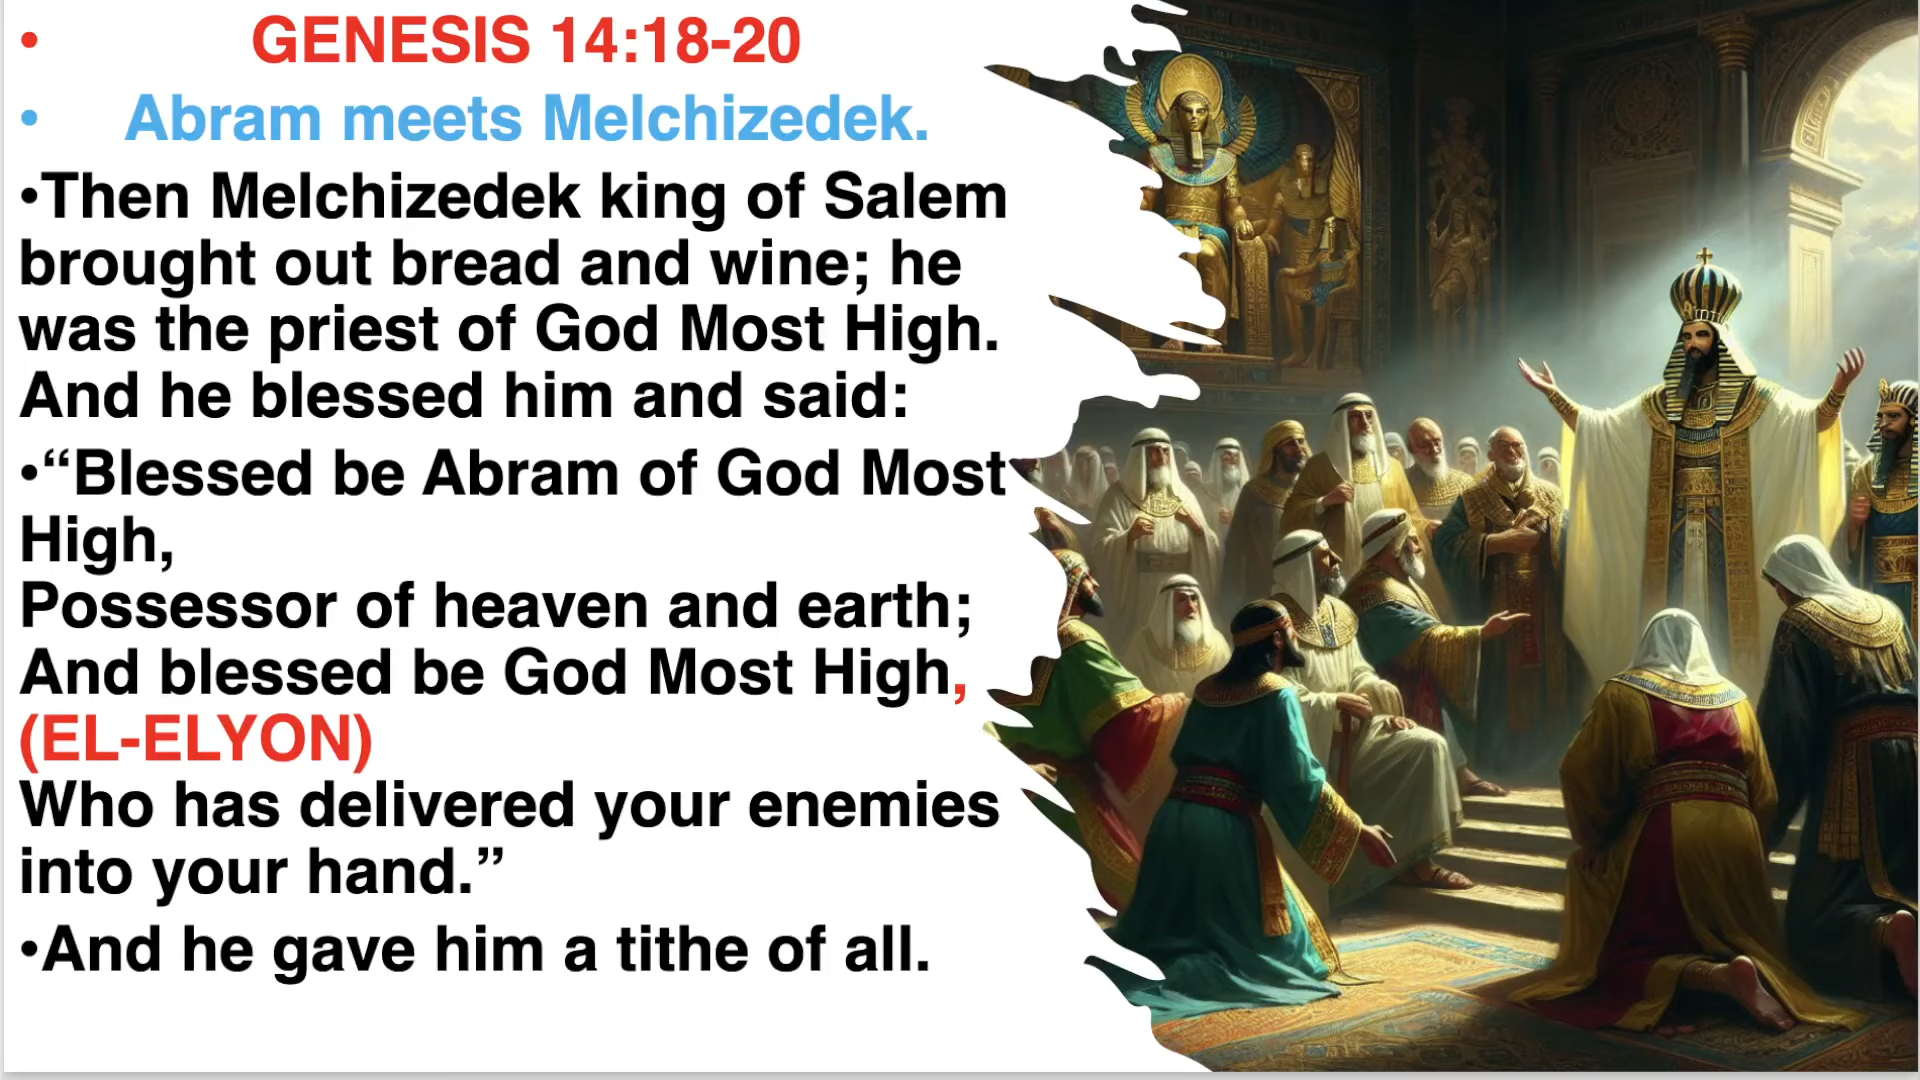 • GENESIS 14:18-20
• Abram meets Melchizedek.
•Then Melchizedek king of Salem
brought out bread and wine; he
was the priest of God Most High.
And he blessed him and said:
•“Blessed be Abram of God Most
High,
Possessor of heaven and earth;
And blessed be God Most High,
(EL-ELYON)
Who has delivered your enemies
into your hand.”
•And he gave him a tithe of all.